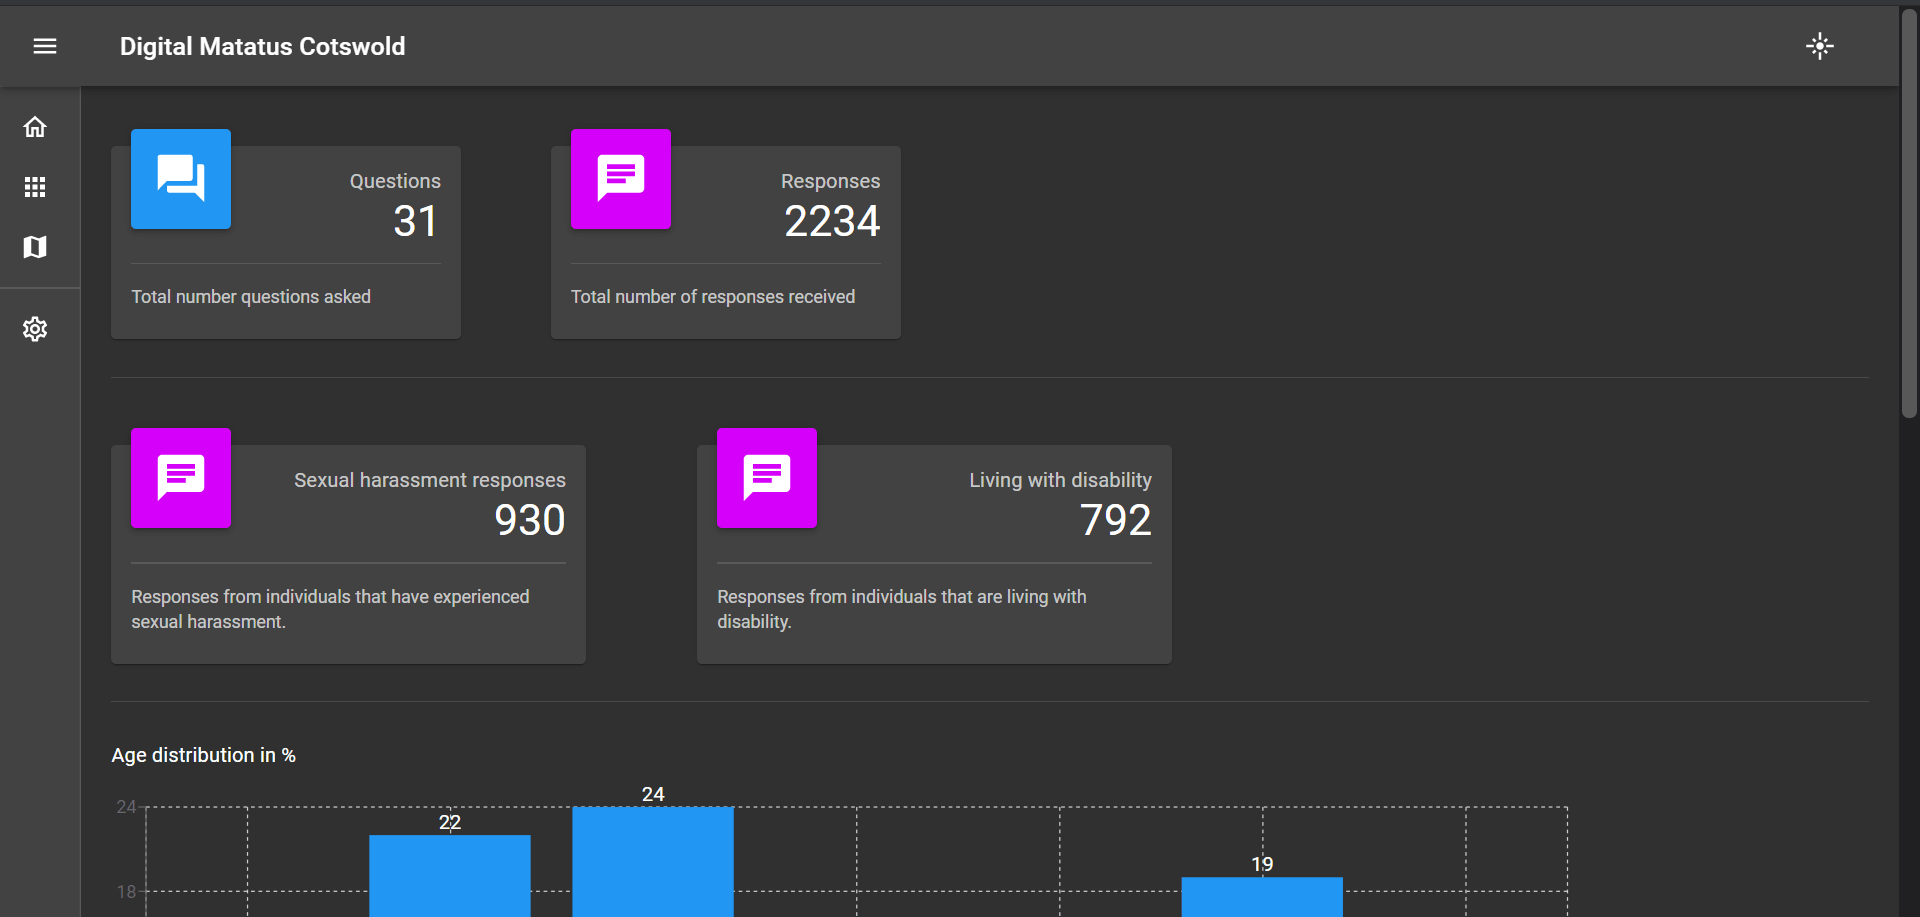 Digital Matatus Cotswold
Questions
31
Total number questions asked
Responses
2234
Total number of responses received
Sexual harassment responses
930
Responses from individuals that have experienced
sexual harassment.
Living with disability
792
Responses from individuals that are living with
disability.
Age distribution in %
24
24
22
19
18